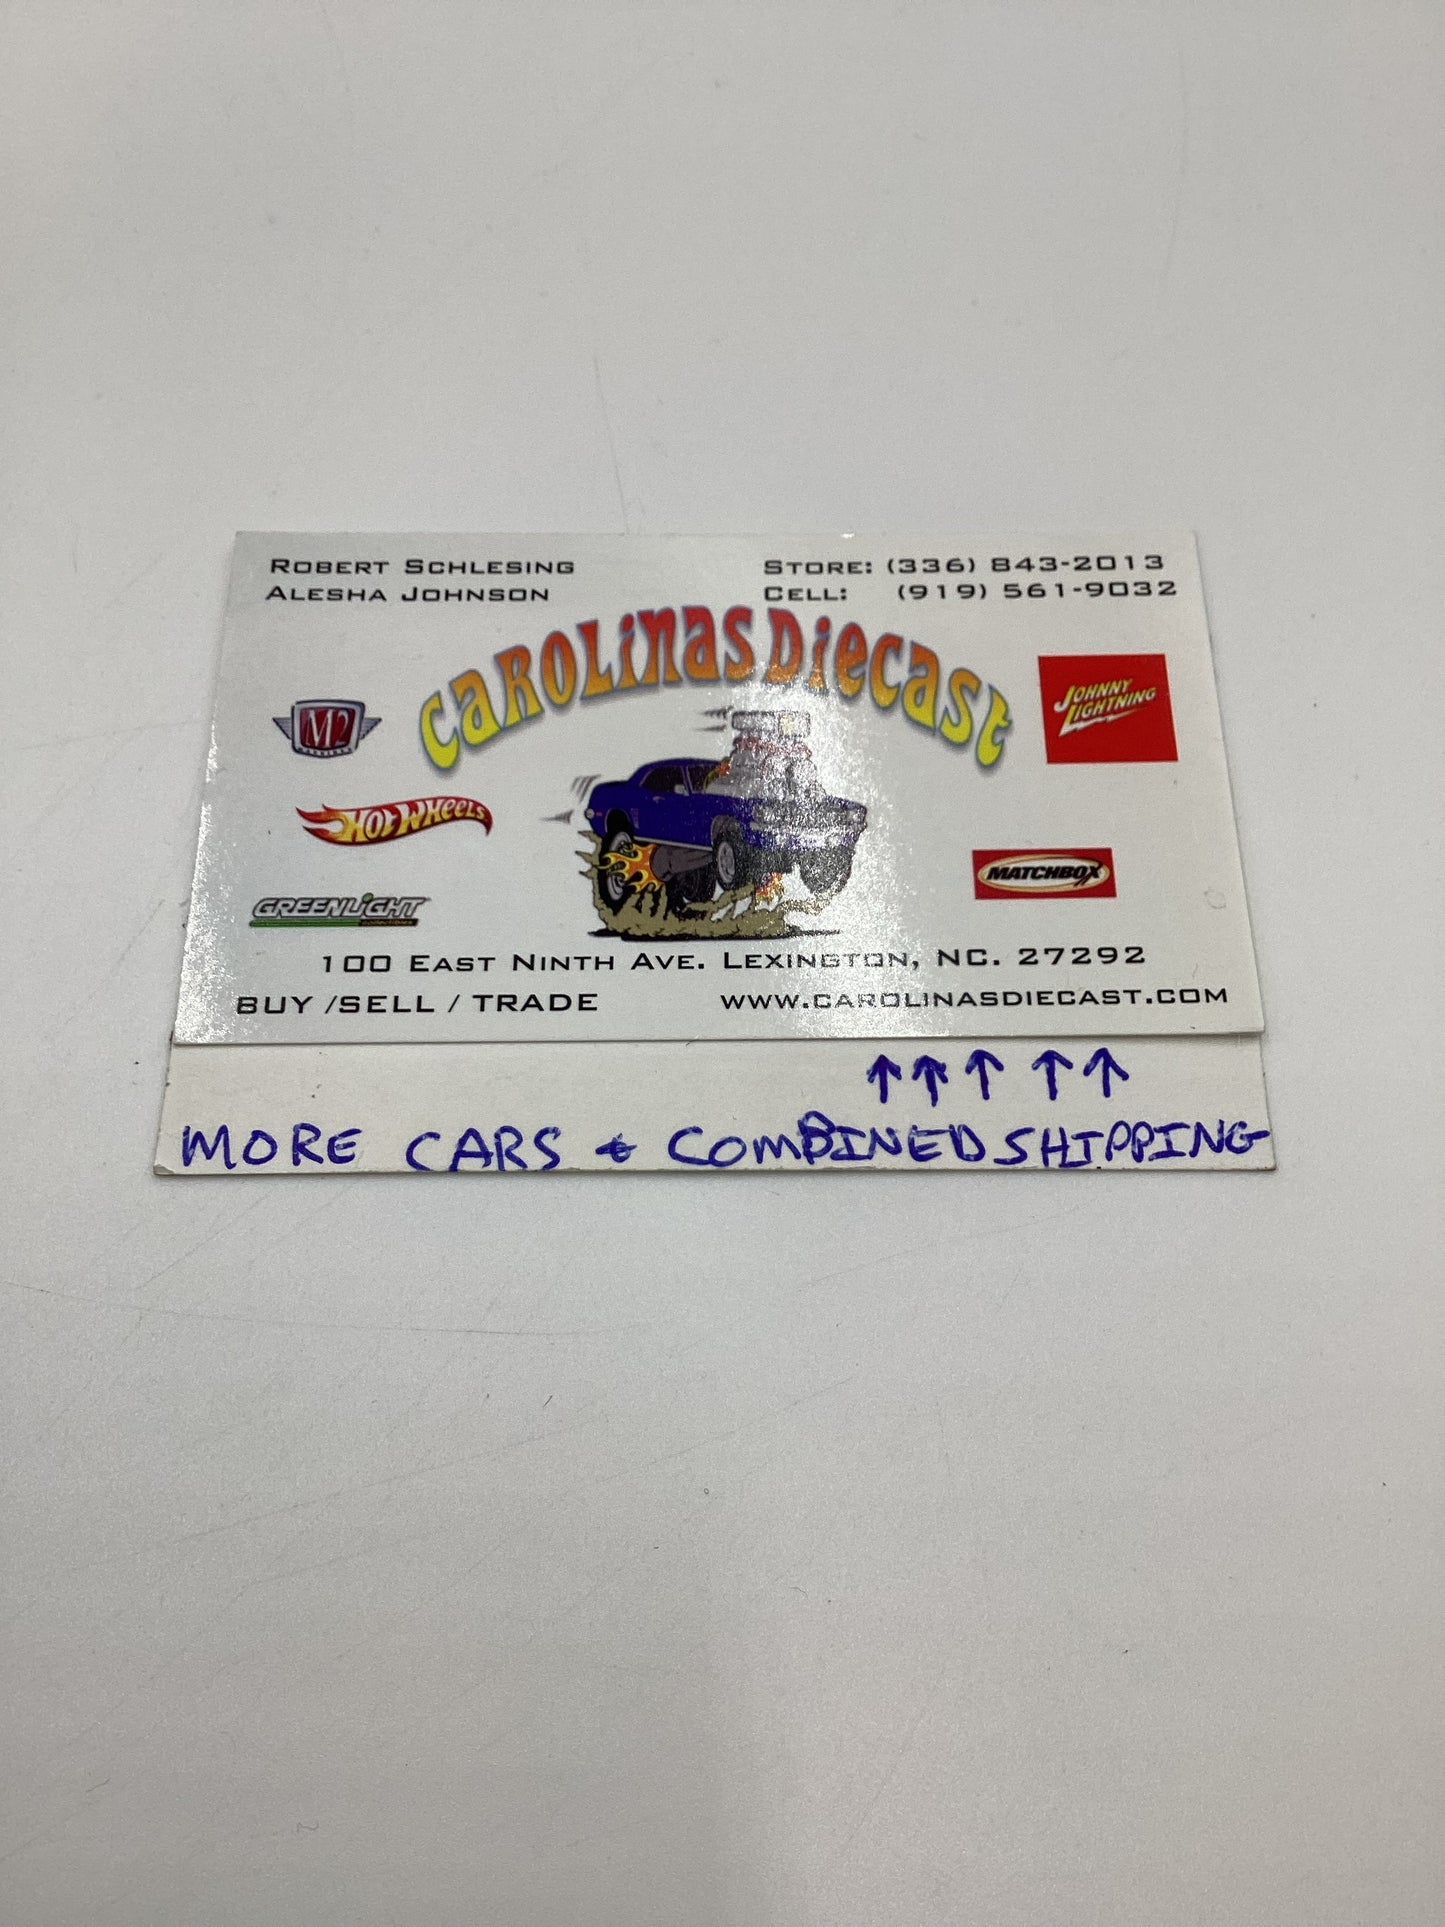 ROBERT SCHLESING
ALESHA JOHNSON
STORE: (336) 843-2013
CELL: (919) 561-9032
CAROLINAS DIECAST
M2
MACHINES
JOHNNY
LIGHTNING
HOT WHEELS
MATCHBOX
GREENLIGHT
100 EAST NINTH AVE. LEXINGTON, NC. 27292
BUY /SELL / TRADE
WWW.CAROLINASDIECAST.COM
↑↑↑ ↑↑
MORE CARS & COMBINED SHIPPING